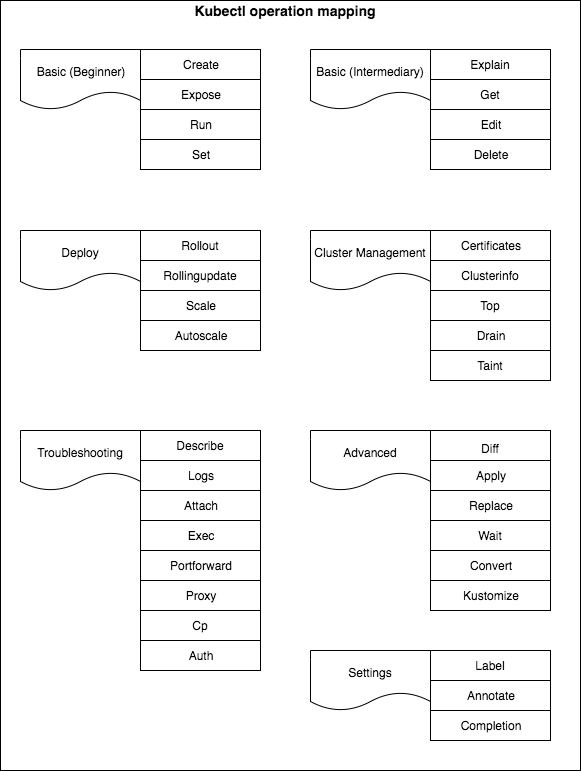 Kubectl operation mapping
Basic (Beginner)
Create
Expose
Run
Set
Basic (Intermediary)
Explain
Get
Edit
Delete
Deploy
Rollout
Rollingupdate
Scale
Autoscale
Cluster Management
Certificates
Clusterinfo
Top
Drain
Taint
Troubleshooting
Describe
Logs
Attach
Exec
Portforward
Proxy
Cp
Auth
Advanced
Diff
Apply
Replace
Wait
Convert
Kustomize
Settings
Label
Annotate
Completion